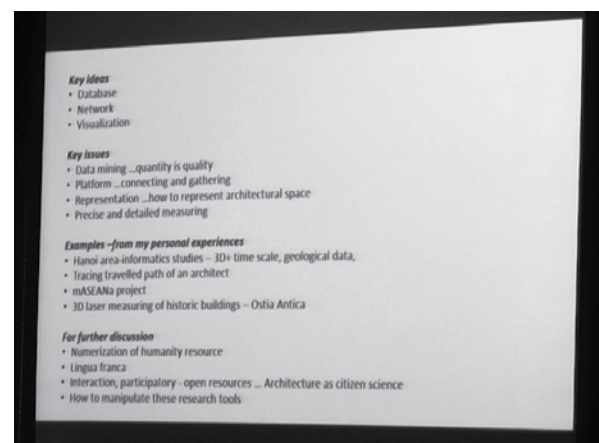 Key ideas
• Database
• Network
• Visualization
Key issues
• Data mining ...quantity is quality
• Platform ...connecting and gathering
• Representation ...how to represent architectural space
• Precise and detailed measuring
Examples –from my personal experiences
• Hanoi area-informatics studies – 3D+ time scale, geological data,
• Tracing travelled path of an architect
• mASEANa project
• 3D laser measuring of historic buildings – Ostia Antica
For further discussion
• Numerization of humanity resource
• Lingua franca
• Interaction, participatory - open resources ... Architecture as citizen science
• How to manipulate these research tools